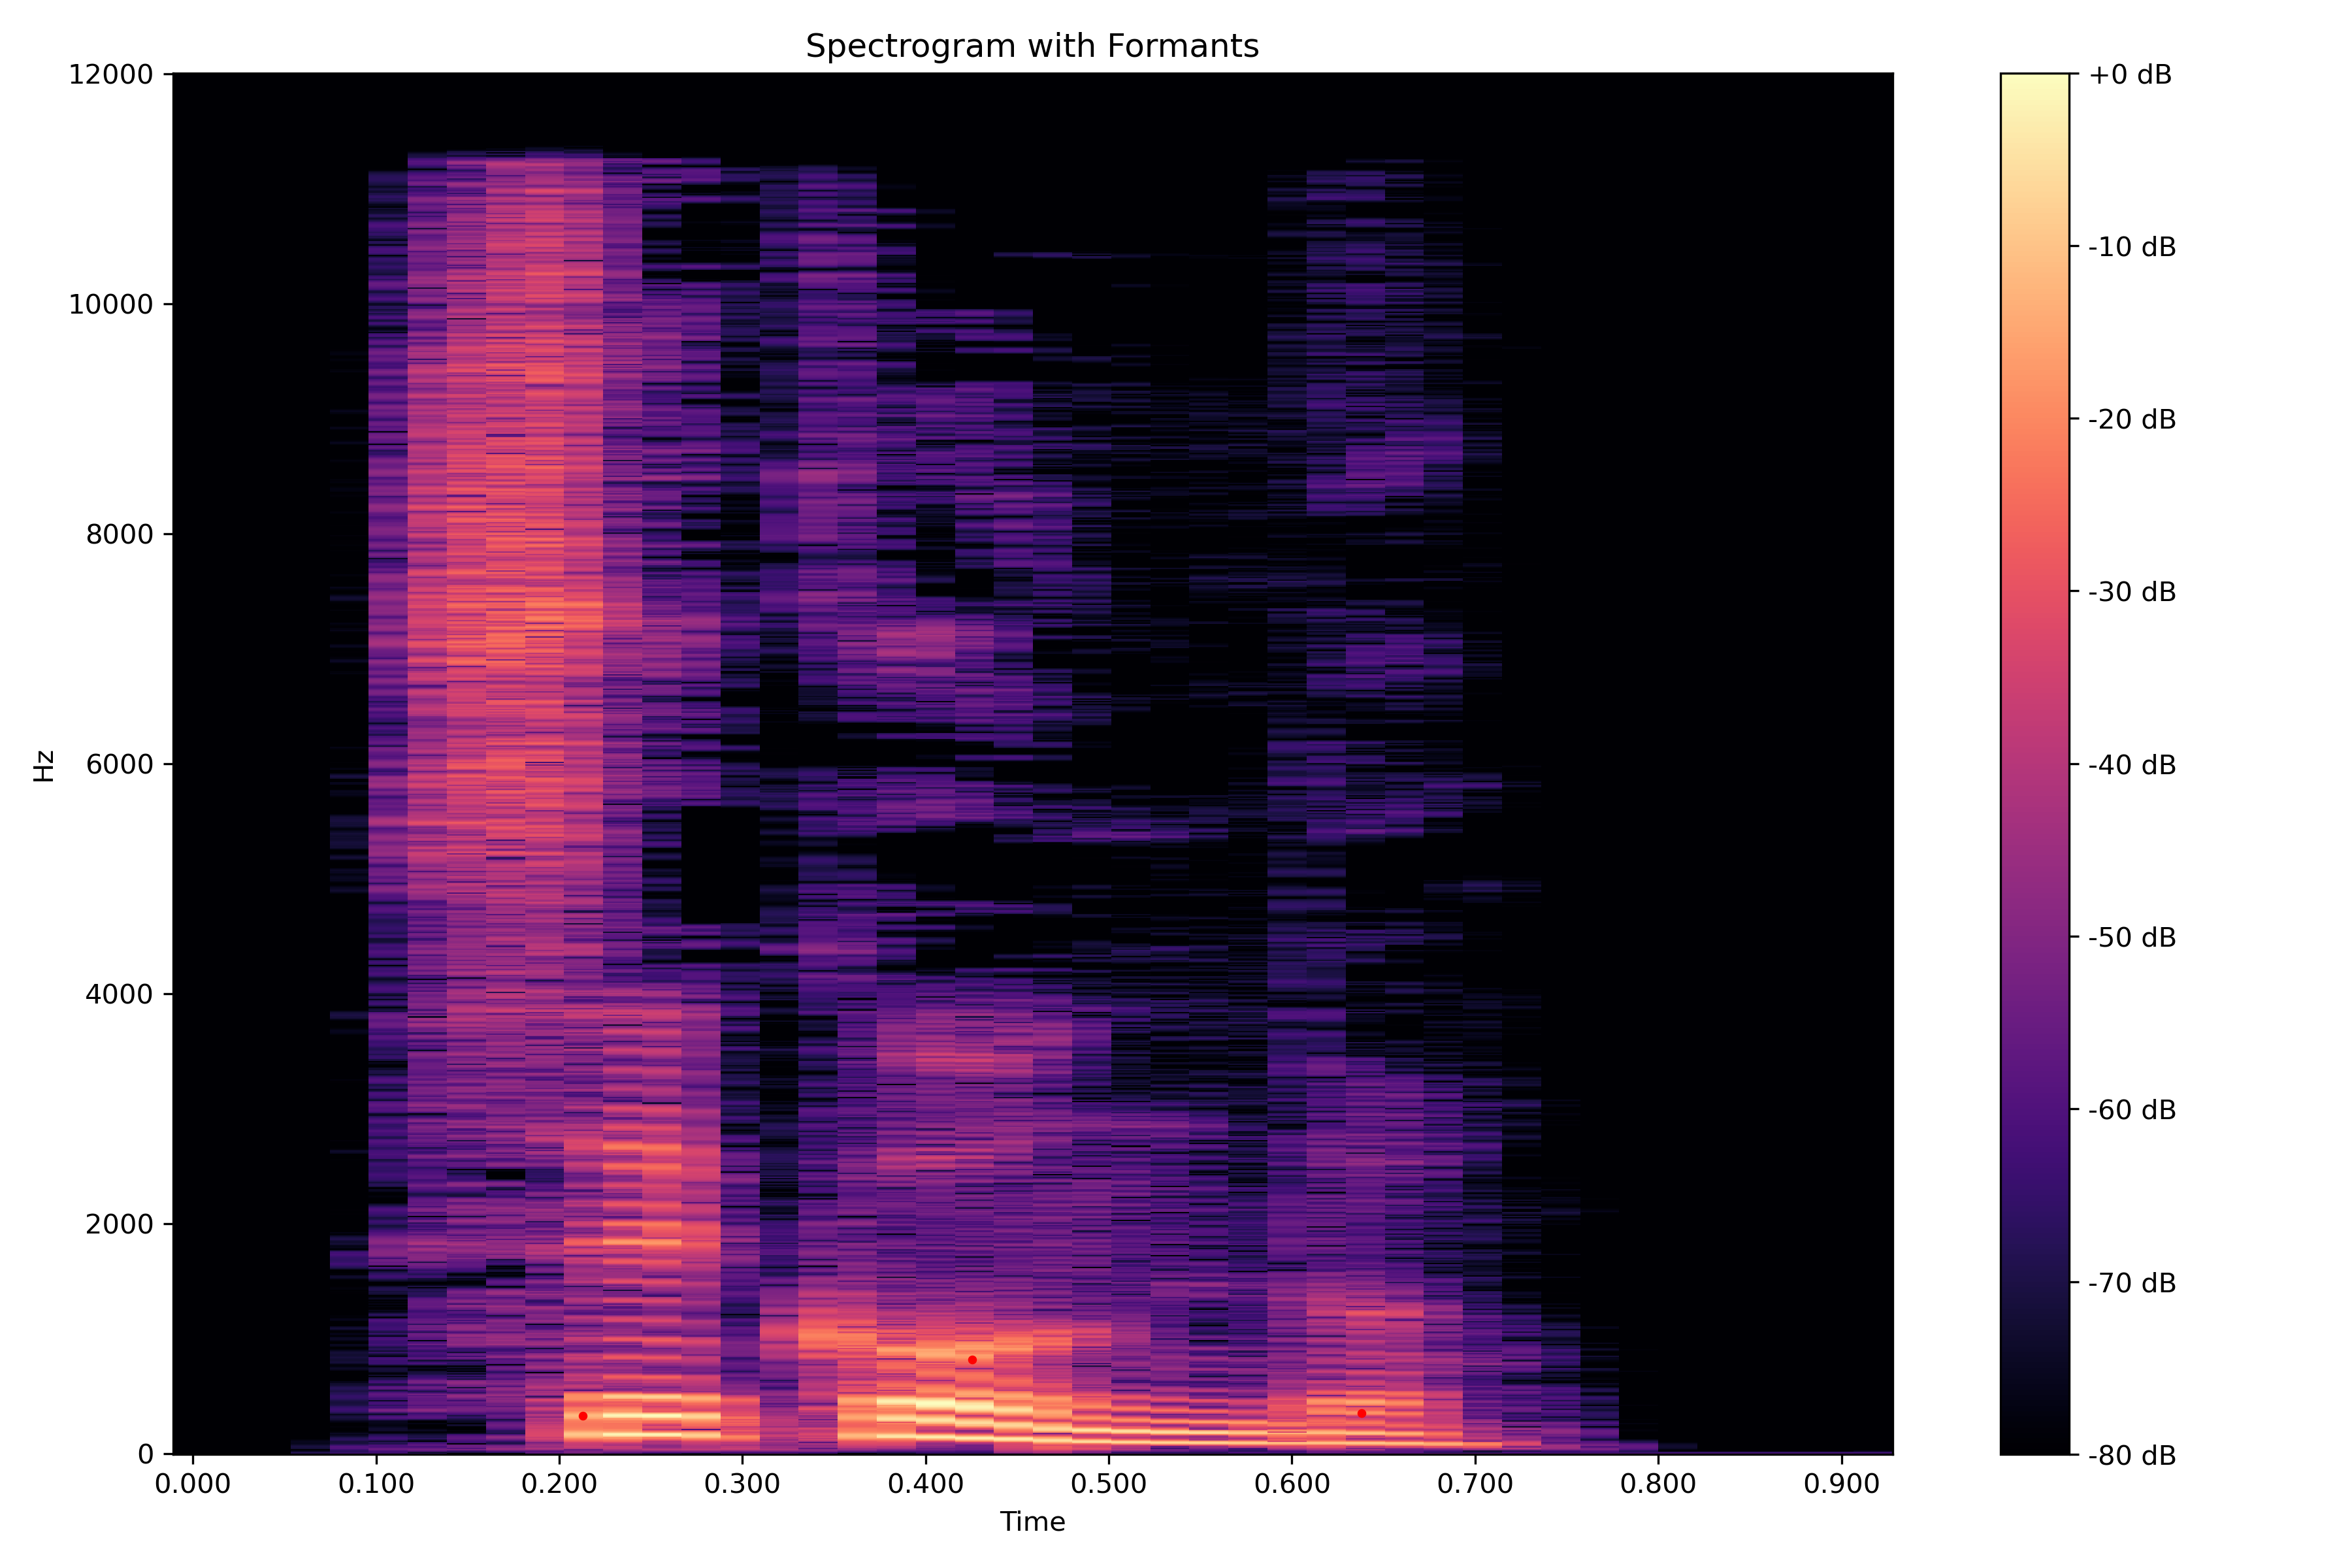 Spectrogram with Formants
12000
10000
8000
6000
4000
2000
0
Hz
0.000 0.100 0.200 0.300 0.400 0.500 0.600 0.700 0.800 0.900
Time
+0 dB
-10 dB
-20 dB
-30 dB
-40 dB
-50 dB
-60 dB
-70 dB
-80 dB